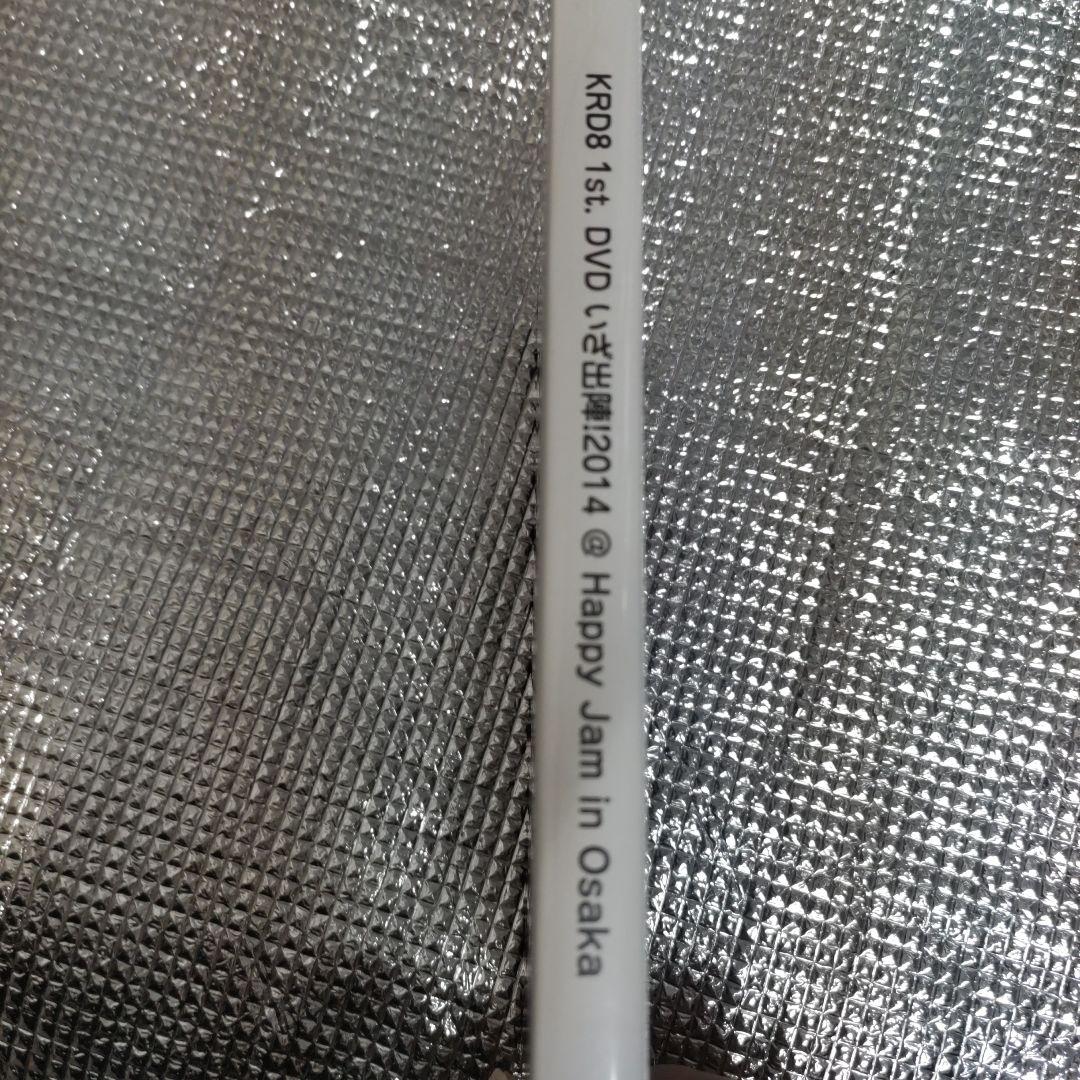 KRD8 1st. DVD いざ出陣!2014 @ Happy Jam in Osaka